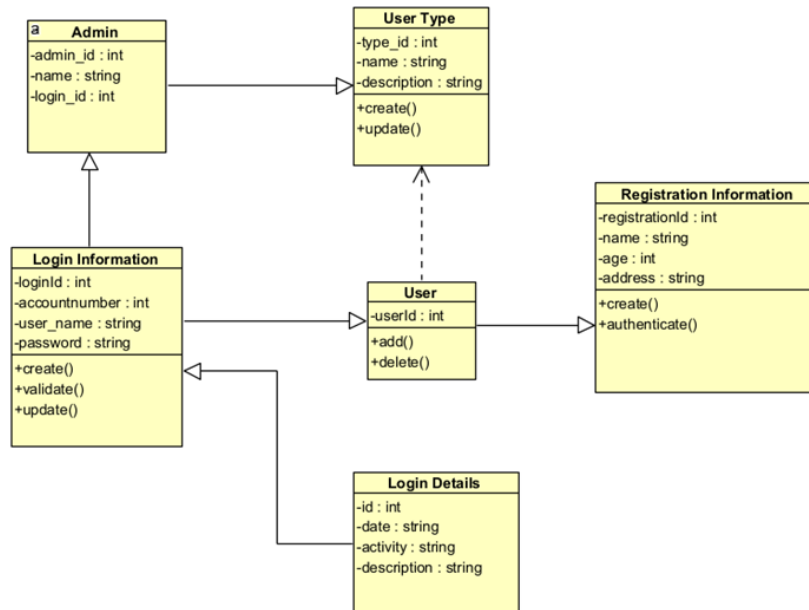 a
Admin
-admin_id : int
-name : string
-login_id : int
User Type
-type_id : int
-name : string
-description : string
+create()
+update()
Registration Information
-registrationId : int
-name : string
-age : int
-address : string
+create()
+authenticate()
Login Information
-loginId : int
-accountnumber : int
-user_name : string
-password : string
+create()
+validate()
+update()
User
-userId : int
+add()
+delete()
Login Details
-id : int
-date : string
-activity : string
-description : string